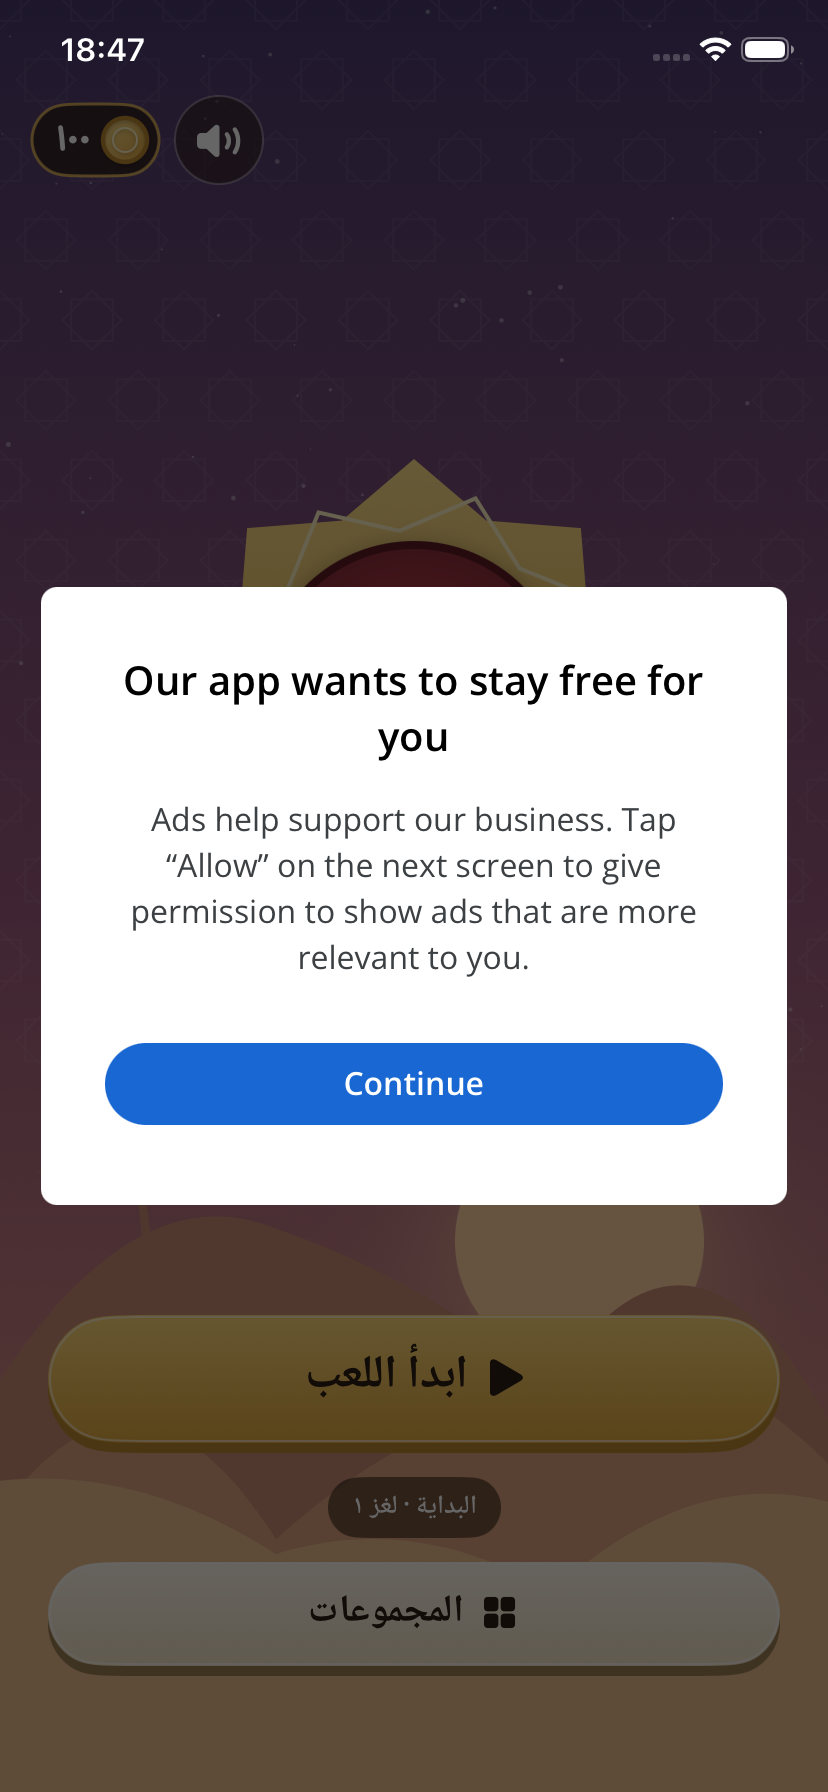 18:47
١٠٠
Our app wants to stay free for
you
Ads help support our business. Tap
“Allow” on the next screen to give
permission to show ads that are more
relevant to you.
Continue
ابدأ اللعب
البداية · لغز ١
المجموعات